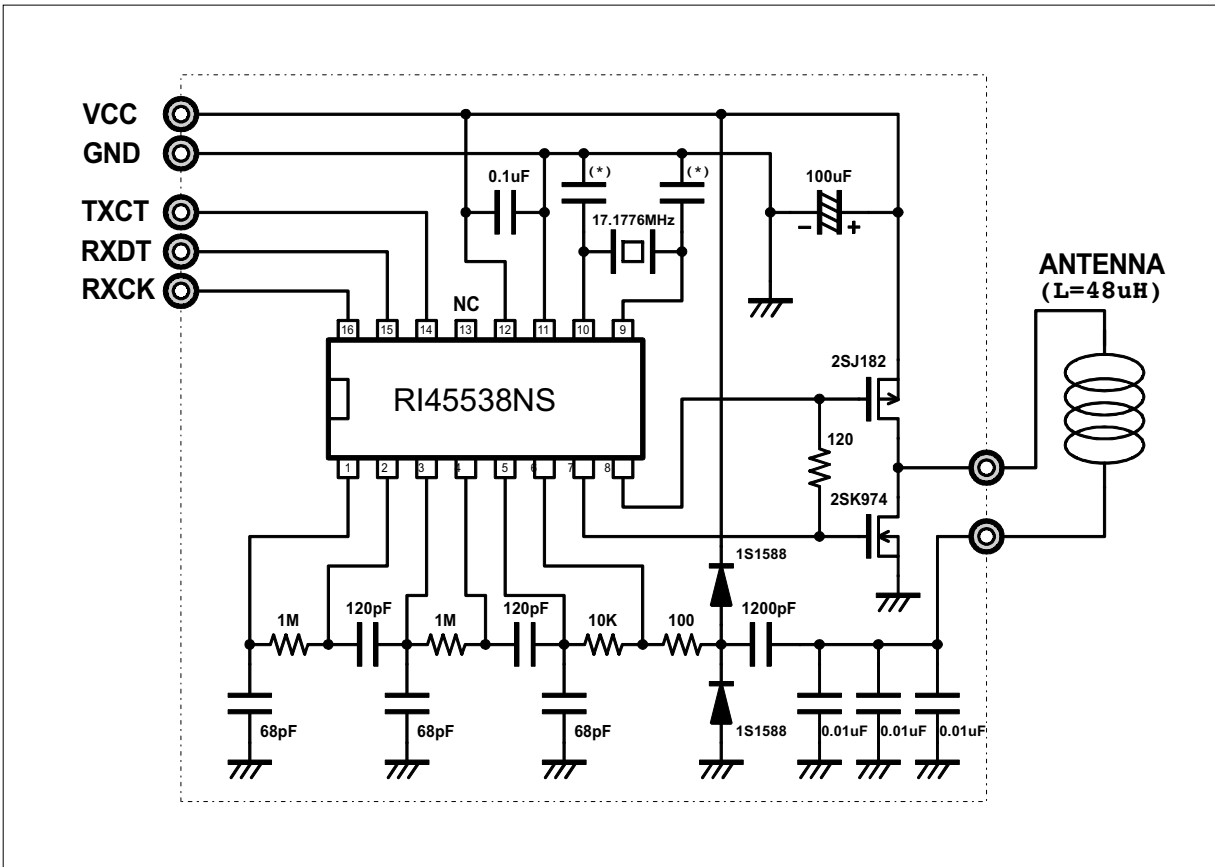 VCC
GND
TXCT
RXDT
RXCK
0.1uF
(*)
(*)
17.1776MHz
100uF
− +
ANTENNA
(L=48uH)
NC
16 15 14 13 12 11 10 9
RI45538NS
1 2 3 4 5 6 7 8
2SJ182
120
2SK974
1S1588
1M
120pF
1M
120pF
10K
100
1200pF
68pF
68pF
68pF
1S1588
0.01uF
0.01uF
0.01uF